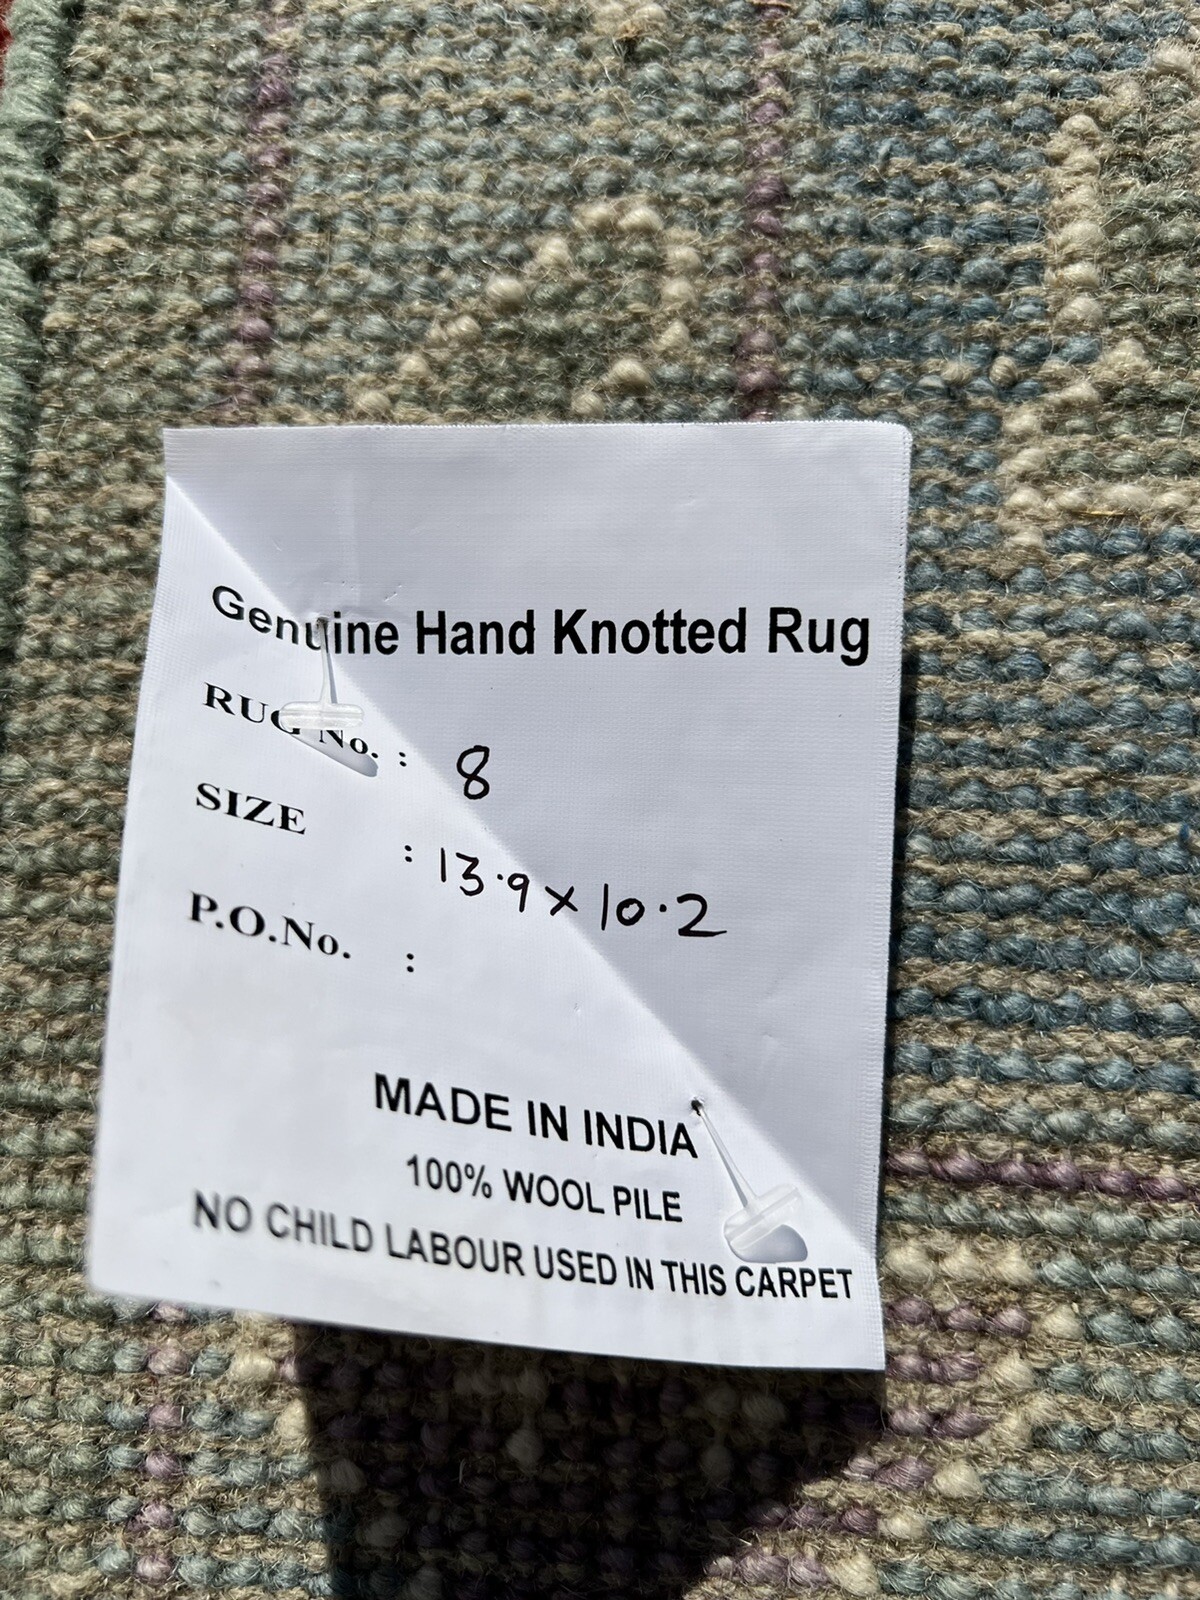 Genuine Hand Knotted Rug
RUG No. : 8
SIZE : 13.9 x 10.2
P.O.No. :
MADE IN INDIA
100% WOOL PILE
NO CHILD LABOUR USED IN THIS CARPET